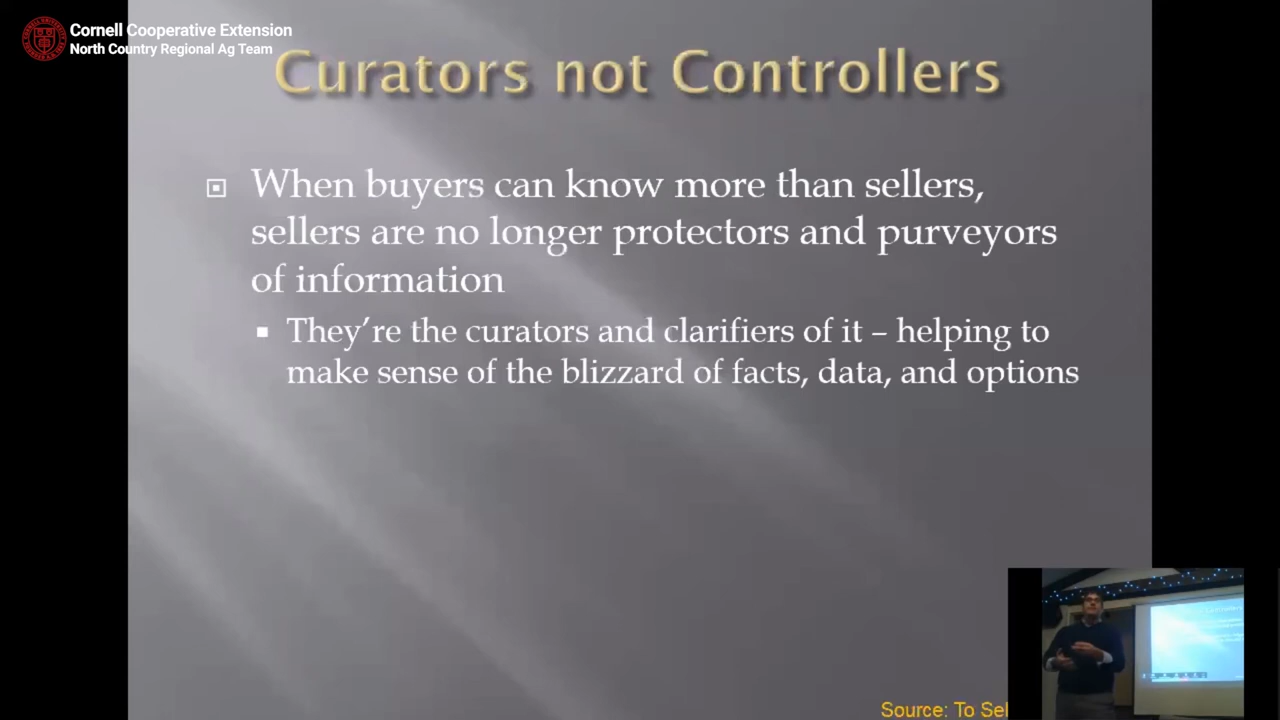 Cornell Cooperative Extension
North Country Regional Ag Team
Curators not Controllers
When buyers can know more than sellers,
sellers are no longer protectors and purveyors
of information
They’re the curators and clarifiers of it – helping to
make sense of the blizzard of facts, data, and options
Source: To